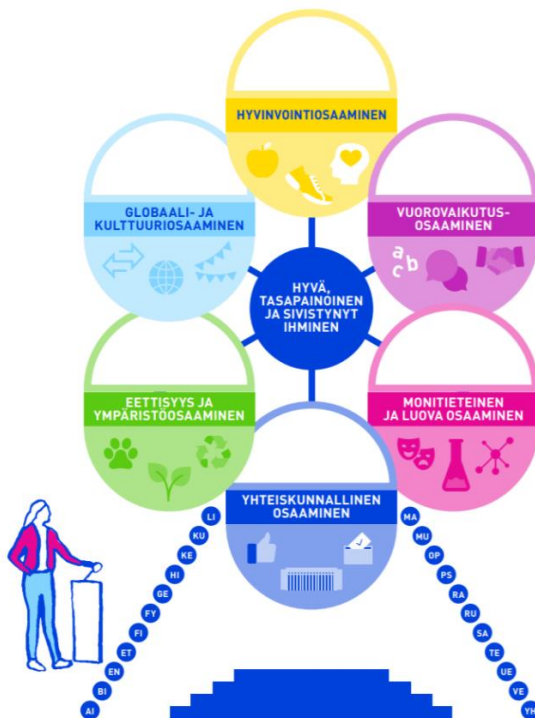 HYVINVOINTIOSAAMINEN
GLOBAALI- JA
KULTTUURIOSAAMINEN
VUOROVAIKUTUS-
OSAAMINEN
a
b
c
HYVÄ,
TASAPAINOINEN
JA SIVISTYNYT
IHMINEN
EETTISYYS JA
YMPÄRISTÖOSAAMINEN
MONITIETEINEN
JA LUOVA OSAAMINEN
YHTEISKUNNALLINEN
OSAAMINEN
LI
KU
KE
HI
GE
FY
FI
ET
EN
BI
AI
MA
MU
OP
PS
RA
RU
SA
TE
UE
VE
YH